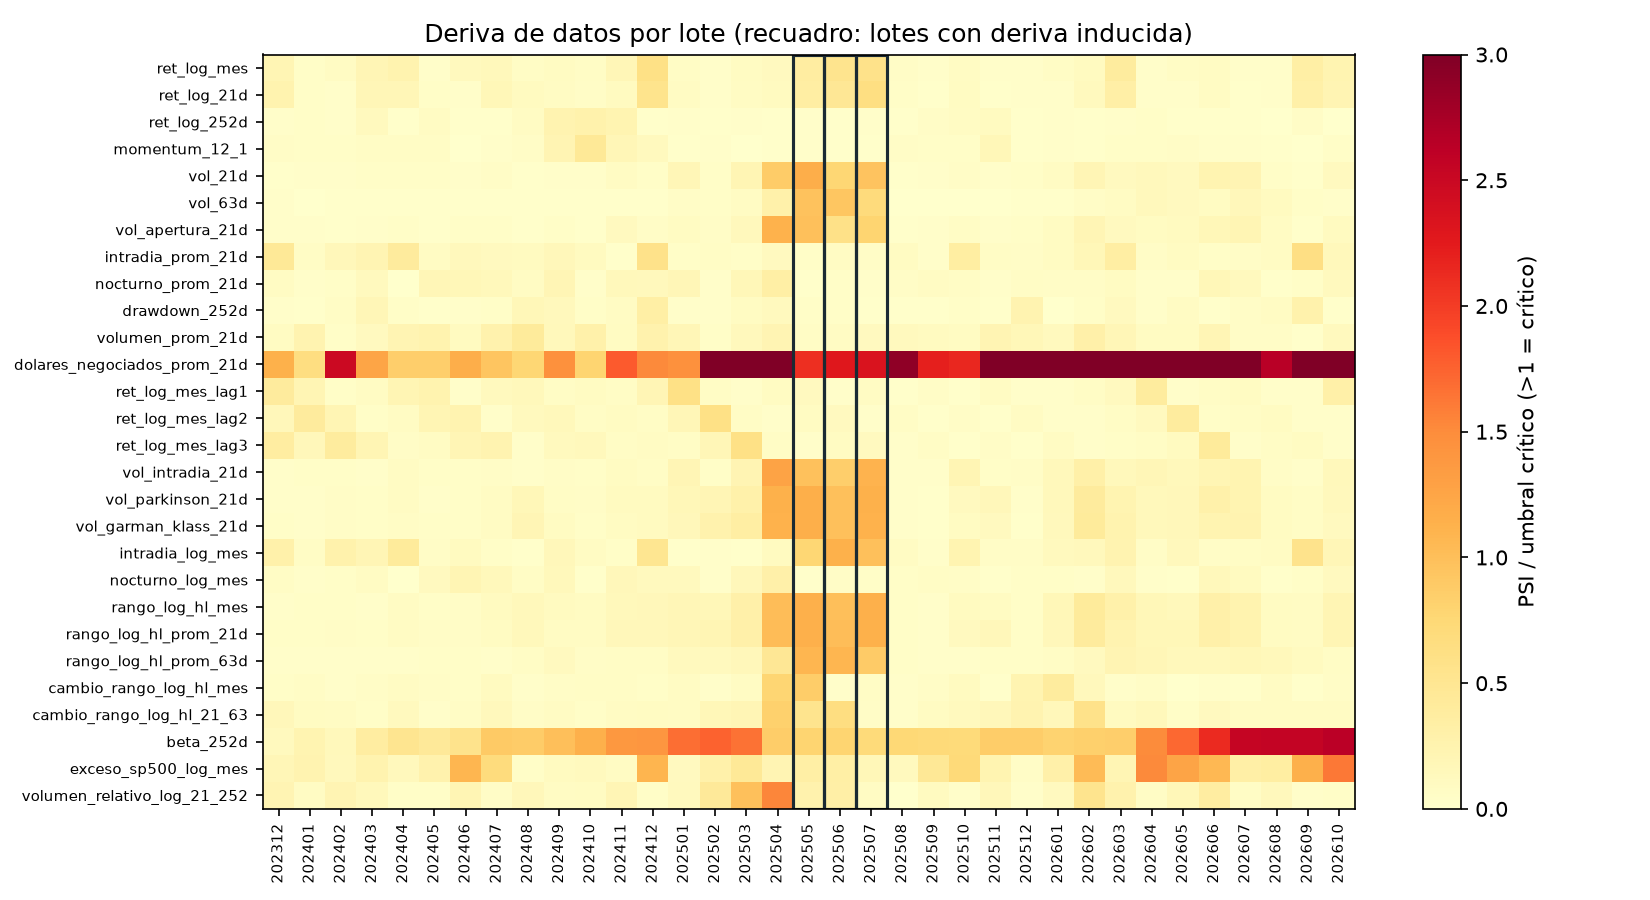 Deriva de datos por lote (recuadro: lotes con deriva inducida)
ret_log_mes
ret_log_21d
ret_log_252d
momentum_12_1
vol_21d
vol_63d
vol_apertura_21d
intradia_prom_21d
nocturno_prom_21d
drawdown_252d
volumen_prom_21d
dolares_negociados_prom_21d
ret_log_mes_lag1
ret_log_mes_lag2
ret_log_mes_lag3
vol_intradia_21d
vol_parkinson_21d
vol_garman_klass_21d
intradia_log_mes
nocturno_log_mes
rango_log_hl_mes
rango_log_hl_prom_21d
rango_log_hl_prom_63d
cambio_rango_log_hl_mes
cambio_rango_log_hl_21_63
beta_252d
exceso_sp500_log_mes
volumen_relativo_log_21_252
202312
202401
202402
202403
202404
202405
202406
202407
202408
202409
202410
202411
202412
202501
202502
202503
202504
202505
202506
202507
202508
202509
202510
202511
202512
202601
202602
202603
202604
202605
202606
202607
202608
202609
202610
3.0
2.5
2.0
1.5
1.0
0.5
0.0
PSI / umbral crítico (>1 = crítico)